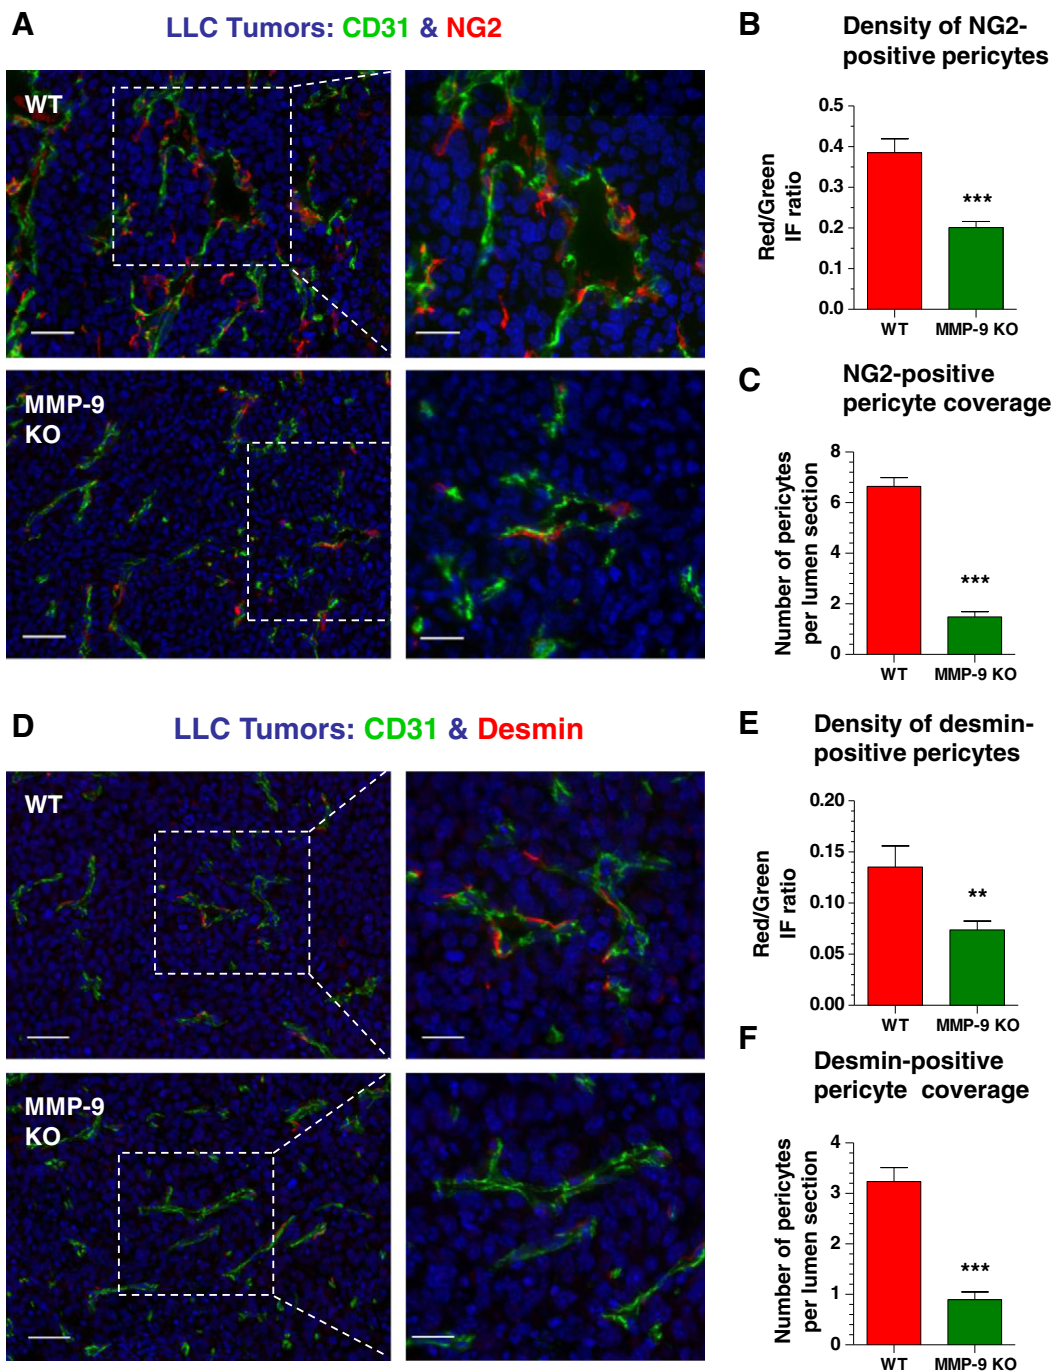 A
LLC Tumors: CD31 & NG2
WT
MMP-9
KO
B
Density of NG2-
positive pericytes
0.5
0.4
0.3
0.2
0.1
0.0
Red/Green
IF ratio
***
WT
MMP-9 KO
C
NG2-positive
pericyte coverage
8
6
4
2
0
Number of pericytes
per lumen section
***
WT
MMP-9 KO
D
LLC Tumors: CD31 & Desmin
WT
MMP-9
KO
E
Density of desmin-
positive pericytes
0.20
0.15
0.10
0.05
0.00
Red/Green
IF ratio
**
WT
MMP-9 KO
F
Desmin-positive
pericyte coverage
4
3
2
1
0
Number of pericytes
per lumen section
***
WT
MMP-9 KO